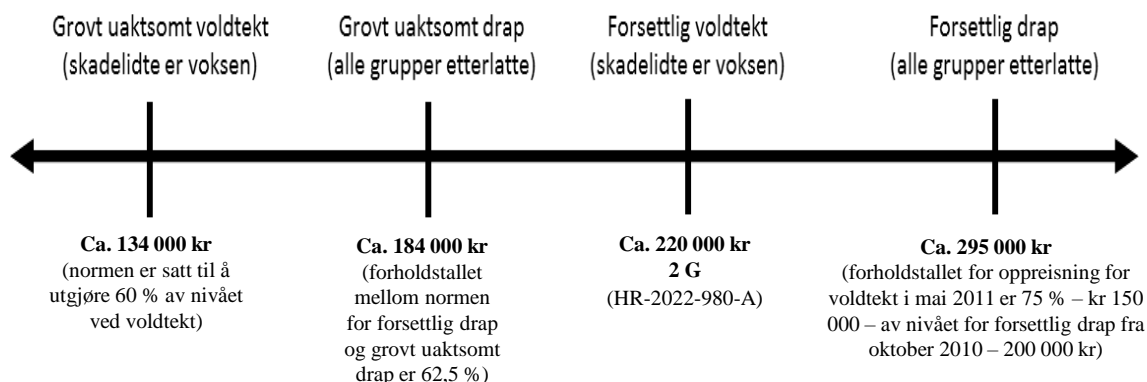 Grovt uaktsomt voldtekt
(skadelidte er voksen)
Grovt uaktsomt drap
(alle grupper etterlatte)
Forsettlig voldtekt
(skadelidte er voksen)
Forsettlig drap
(alle grupper etterlatte)
Ca. 134 000 kr
(normen er satt til å
utgjøre 60 % av nivået
ved voldtekt)
Ca. 184 000 kr
(forholdstallet
mellom normen
for forsettlig drap
og grovt uaktsomt
drap er 62,5 %)
Ca. 220 000 kr
2 G
(HR-2022-980-A)
Ca. 295 000 kr
(forholdstallet for oppreisning for
voldtekt i mai 2011 er 75 % – kr 150
000 – av nivået for forsettlig drap fra
oktober 2010 – 200 000 kr)